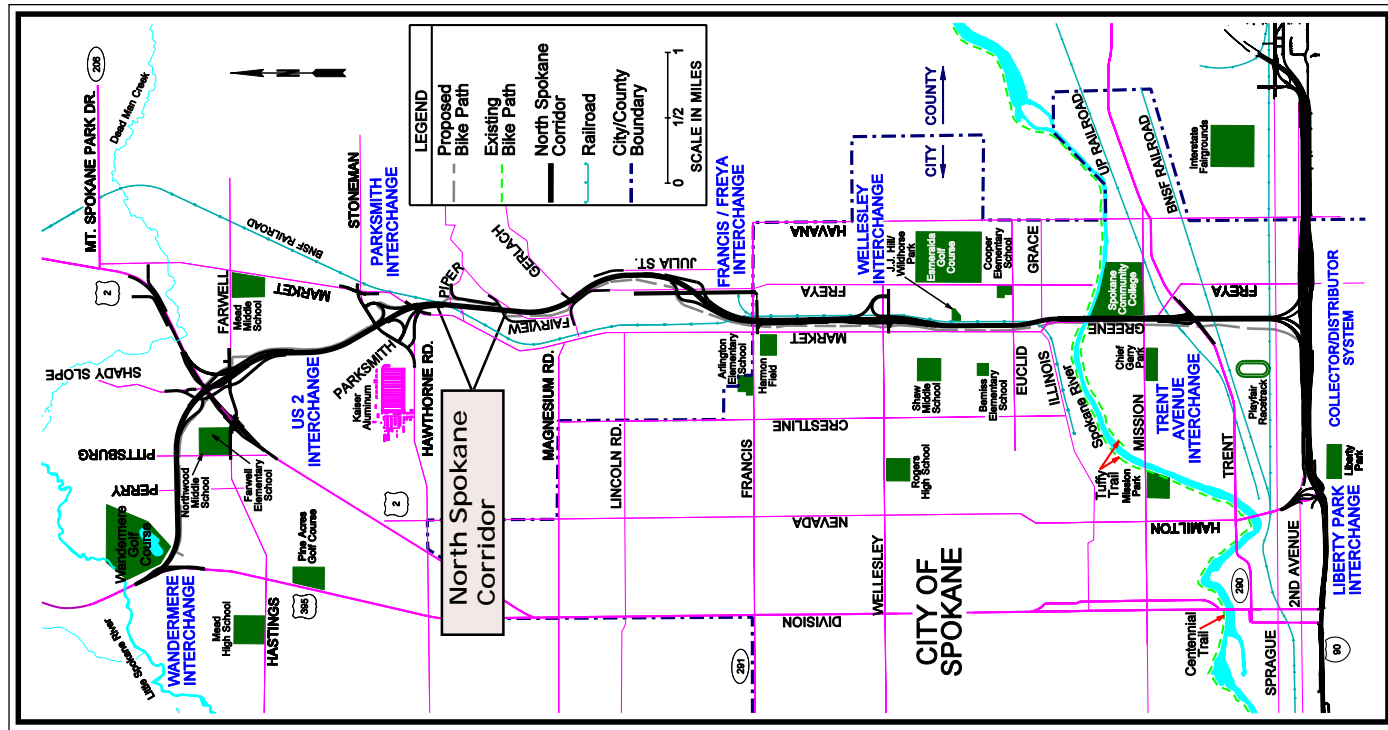 206
MT. SPOKANE PARK DR.
Dead Man Creek
2
N
LEGEND
Proposed
Bike Path
Existing
Bike Path
North Spokane
Corridor
Railroad
City/County
Boundary
0
1/2
1
SCALE IN MILES
STONEMAN
PARKSMITH
INTERCHANGE
BNSF RAILROAD
FARWELL
Mead
Middle
School
MARKET
SHADY SLOPE
US 2
INTERCHANGE
PITTSBURG
PERRY
Northwood
Middle
School
Farwell
Elementary
School
Wandermere
Golf
Course
WANDERMERE
INTERCHANGE
Little Spokane River
Mead
High School
HASTINGS
Pine Acres
Golf Course
395
PARKSMITH
Kaiser
Aluminum
HAWTHORNE RD.
2
North Spokane
Corridor
PIPER
GERLACH
FAIRVIEW
JULIA ST.
MAGNESIUM RD.
LINCOLN RD.
FRANCIS / FREYA
INTERCHANGE
HAVANA
FREYA
MARKET
Arlington
Elementary
School
Harmon
Field
FRANCIS
CRESTLINE
NEVADA
DIVISION
291
WELLESLEY
WELLESLEY
INTERCHANGE
CITY
COUNTY
J.J. Hill/
Wildhorse
Park
Esmeralda
Golf
Course
Cooper
Elementary
School
GRACE
Shaw
Middle
School
Bemiss
Elementary
School
EUCLID
ILLINOIS
Rogers
High School
CITY OF
SPOKANE
Spokane River
UP RAILROAD
BNSF RAILROAD
Interstate
Fairgrounds
Spokane
Community
College
GREENE
FREYA
Chief
Garry
Park
MISSION
TRENT
AVENUE
INTERCHANGE
TRENT
Playfair
Racetrack
Tuffy
Trail
Mission
Park
HAMILTON
290
Centennial
Trail
SPRAGUE
2ND AVENUE
90
COLLECTOR/DISTRIBUTOR
SYSTEM
Liberty
Park
LIBERTY PARK
INTERCHANGE